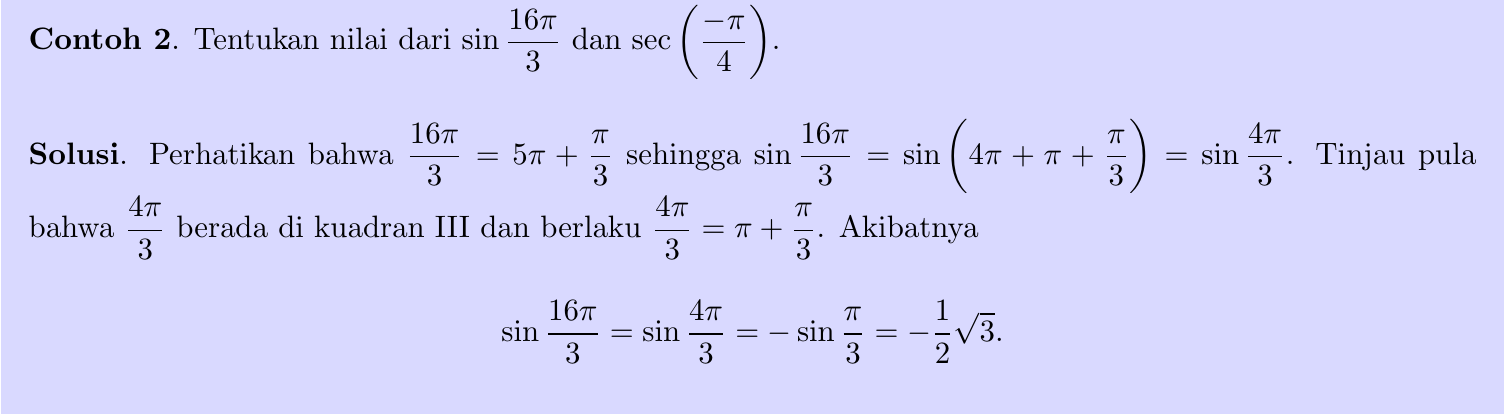 Contoh 2. Tentukan nilai dari sin 16π/3 dan sec(−π/4).
Solusi. Perhatikan bahwa 16π/3 = 5π + π/3 sehingga sin 16π/3 = sin(4π + π + π/3) = sin 4π/3. Tinjau pula
bahwa 4π/3 berada di kuadran III dan berlaku 4π/3 = π + π/3. Akibatnya
sin 16π/3 = sin 4π/3 = − sin π/3 = −1/2√3.